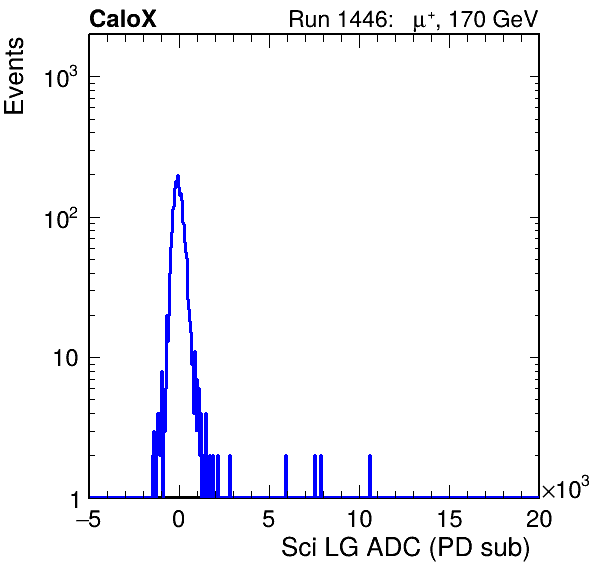 CaloX Run 1446: μ⁺, 170 GeV
Events
10³
10²
10
1
−5 0 5 10 15 20 ×10³
Sci LG ADC (PD sub)